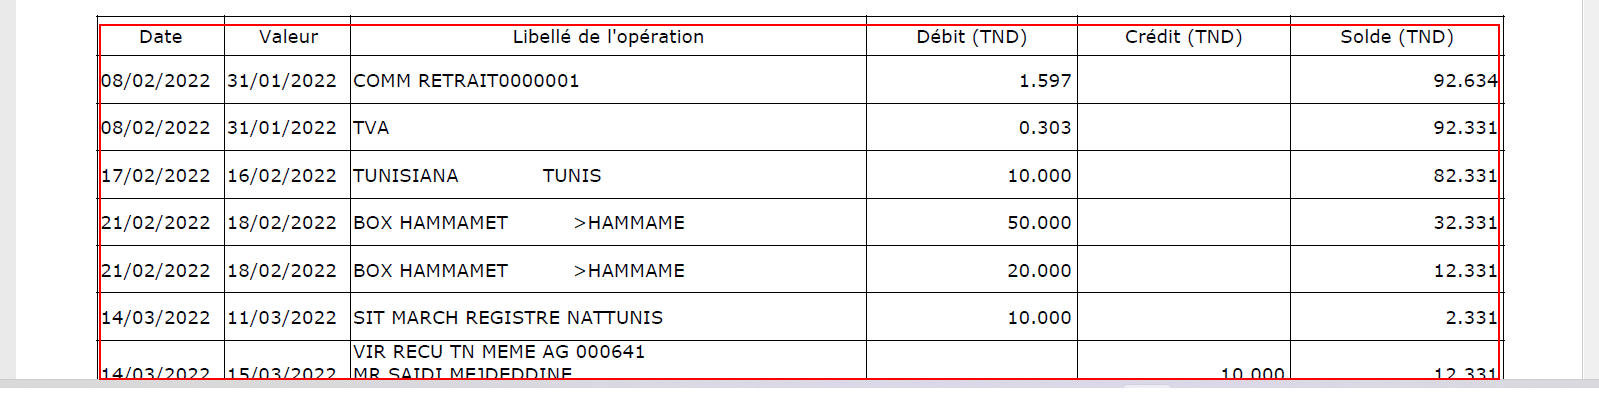 Date Valeur Libellé de l'opération Débit (TND) Crédit (TND) Solde (TND)
08/02/2022 31/01/2022 COMM RETRAIT0000001 1.597 92.634
08/02/2022 31/01/2022 TVA 0.303 92.331
17/02/2022 16/02/2022 TUNISIANA TUNIS 10.000 82.331
21/02/2022 18/02/2022 BOX HAMMAMET >HAMMAME 50.000 32.331
21/02/2022 18/02/2022 BOX HAMMAMET >HAMMAME 20.000 12.331
14/03/2022 11/03/2022 SIT MARCH REGISTRE NATTUNIS 10.000 2.331
VIR RECU TN MEME AG 000641
14/03/2022 15/03/2022 MR SAIDI MEJDEDDINE 10.000 12.331